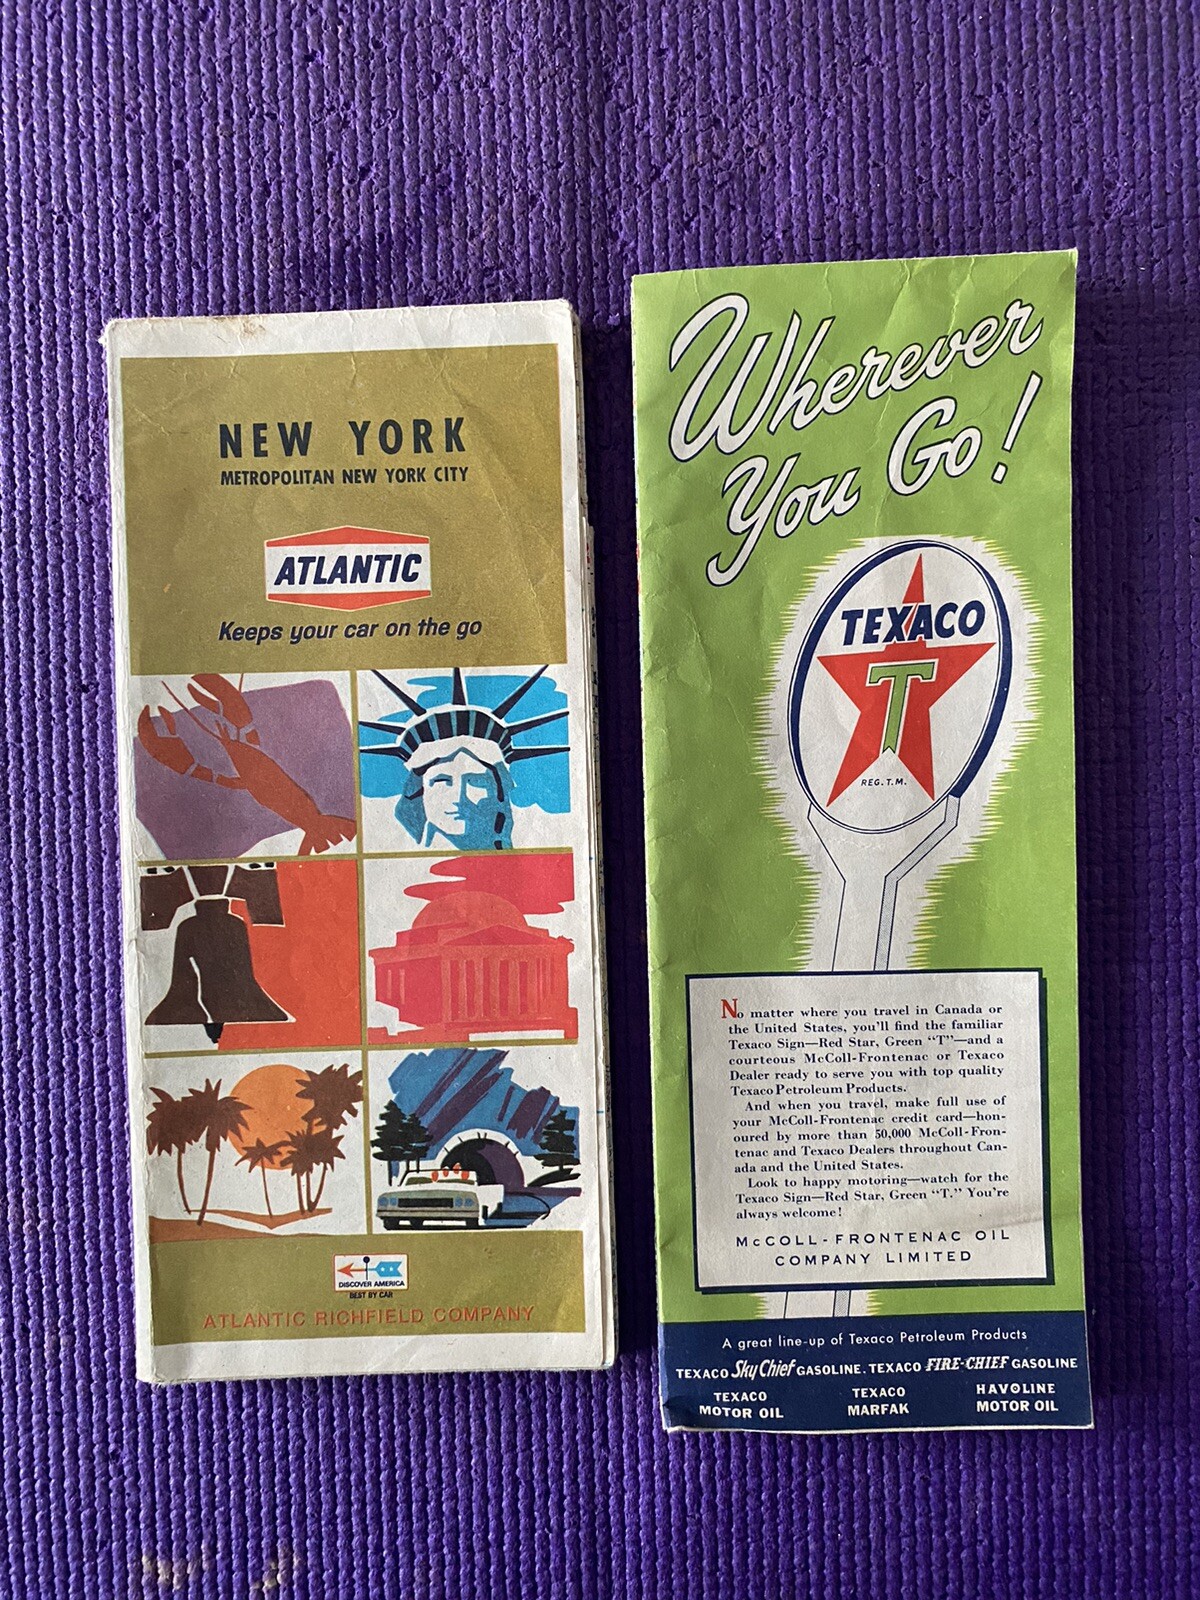 NEW YORK
METROPOLITAN NEW YORK CITY
ATLANTIC
Keeps your car on the go
DISCOVER AMERICA
BEST BY CAR
ATLANTIC RICHFIELD COMPANY
Wherever
You Go!
TEXACO
T
REG. T.M.
No matter where you travel in Canada or
the United States, you'll find the familiar
Texaco Sign—Red Star, Green "T"—and a
courteous McColl-Frontenac or Texaco
Dealer ready to serve you with top quality
Texaco Petroleum Products.
And when you travel, make full use of
your McColl-Frontenac credit card—hon-
oured by more than 50,000 McColl-Fron-
tenac and Texaco Dealers throughout Can-
ada and the United States.
Look to happy motoring—watch for the
Texaco Sign—Red Star, Green "T." You're
always welcome!
McCOLL-FRONTENAC OIL
COMPANY LIMITED
A great line-up of Texaco Petroleum Products
TEXACO Sky Chief GASOLINE. TEXACO FIRE-CHIEF GASOLINE
TEXACO MOTOR OIL
TEXACO MARFAK
HAVOLINE MOTOR OIL